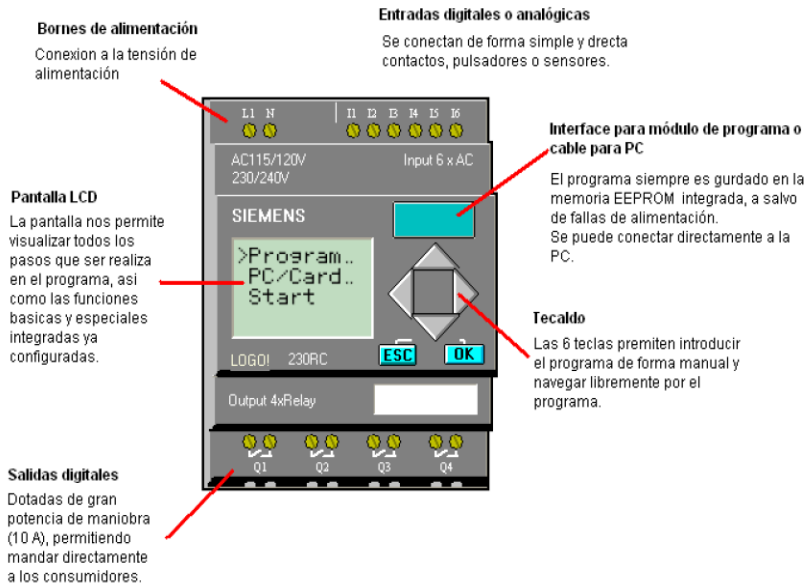 Bornes de alimentación
Conexion a la tensión de
alimentación
Entradas digitales o analógicas
Se conectan de forma simple y drecta
contactos, pulsadores o sensores.
L1 N
I1 I2 I3 I4 I5 I6
AC115/120V
230/240V
Input 6 x AC
Interface para módulo de programa o
cable para PC
El programa siempre es gurdado en la
memoria EEPROM integrada, a salvo
de fallas de alimentación.
Se puede conectar directamente a la
PC.
Pantalla LCD
La pantalla nos permite
visualizar todos los
pasos que ser realiza
en el programa, asi
como las funciones
basicas y especiales
integradas ya
configuradas.
SIEMENS
>Program..
PC/Card..
Start
ESC
OK
LOGO! 230RC
Tecaldo
Las 6 teclas premiten introducir
el programa de forma manual y
navegar libremente por el
programa.
Output 4xRelay
Q1 Q2 Q3 Q4
Salidas digitales
Dotadas de gran
potencia de maniobra
(10 A), permitiendo
mandar directamente
a los consumidores.